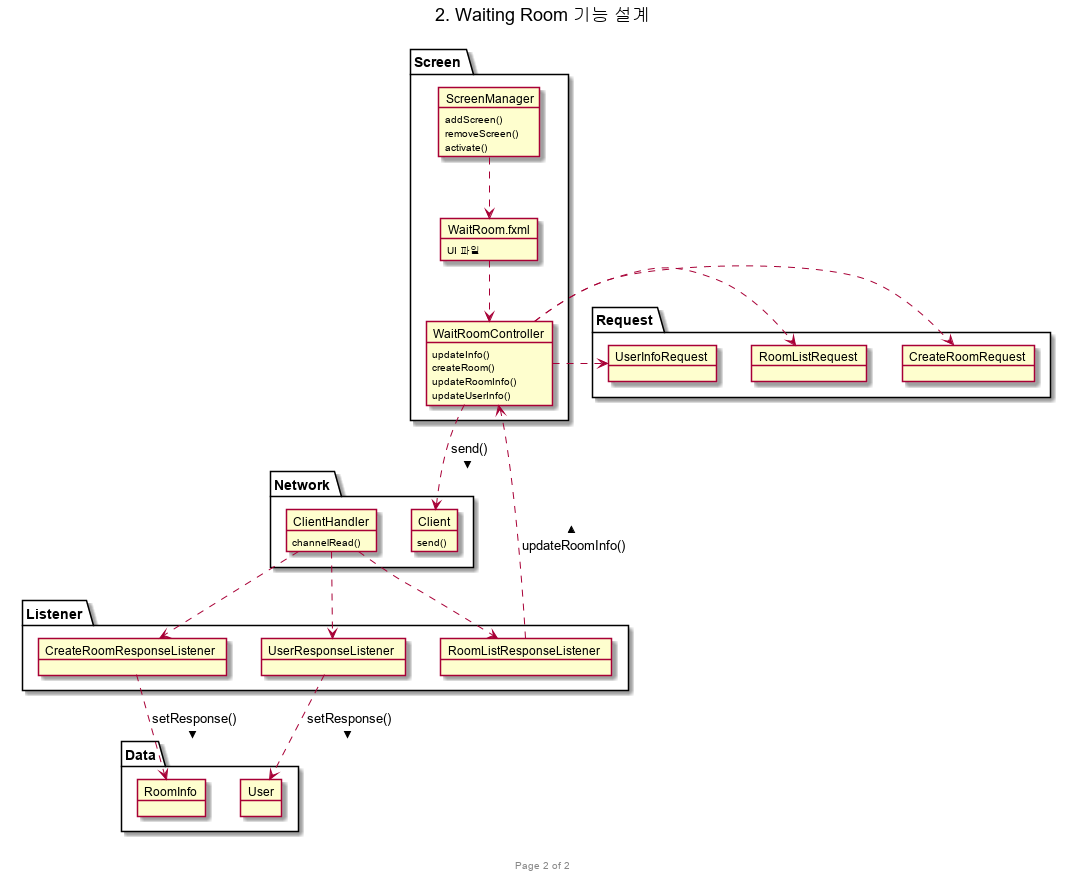 2. Waiting Room 기능 설계
Screen
ScreenManager
addScreen()
removeScreen()
activate()
WaitRoom.fxml
UI 파일
WaitRoomController
updateInfo()
createRoom()
updateRoomInfo()
updateUserInfo()
Request
UserInfoRequest
RoomListRequest
CreateRoomRequest
send()
Network
ClientHandler
channelRead()
Client
send()
updateRoomInfo()
Listener
CreateRoomResponseListener
UserResponseListener
RoomListResponseListener
setResponse()
setResponse()
Data
RoomInfo
User
Page 2 of 2